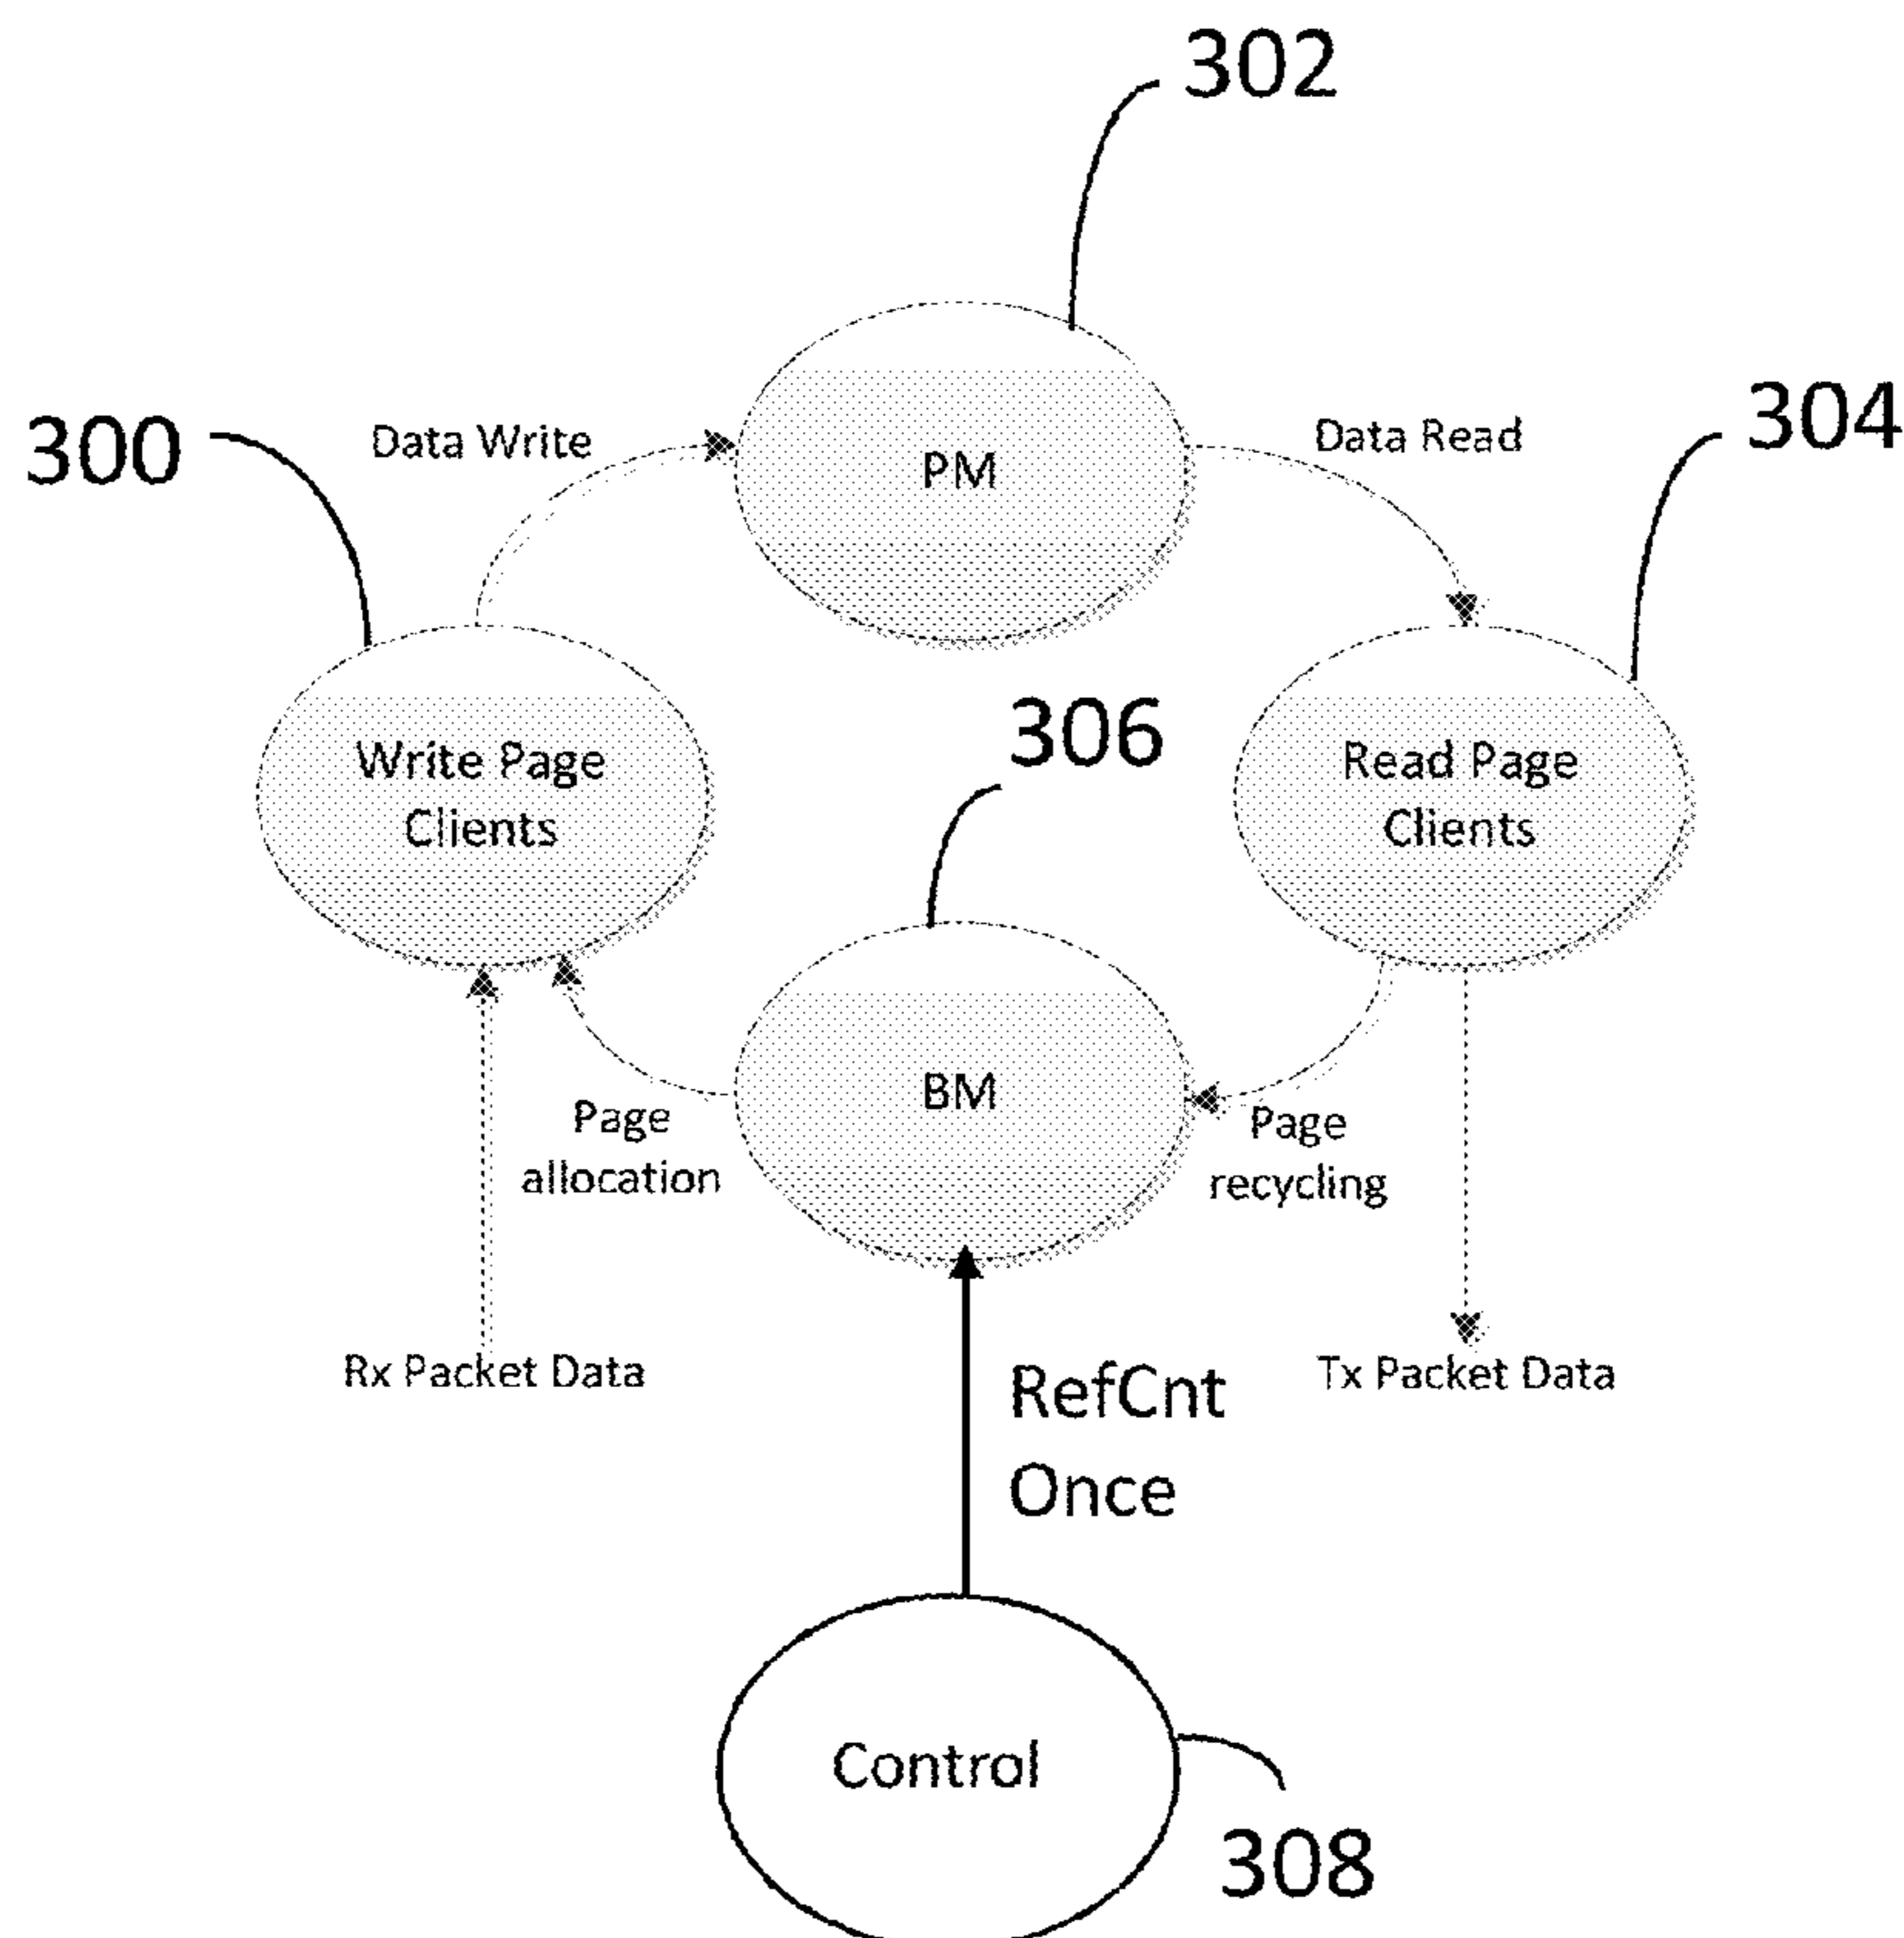 302
304
300
Data Write
Data Read
PM
306
Write Page
Clients
Read Page
Clients
BM
Page
allocation
Page
recycling
Rx Packet Data
RefCnt
Once
Tx Packet Data
Control
308